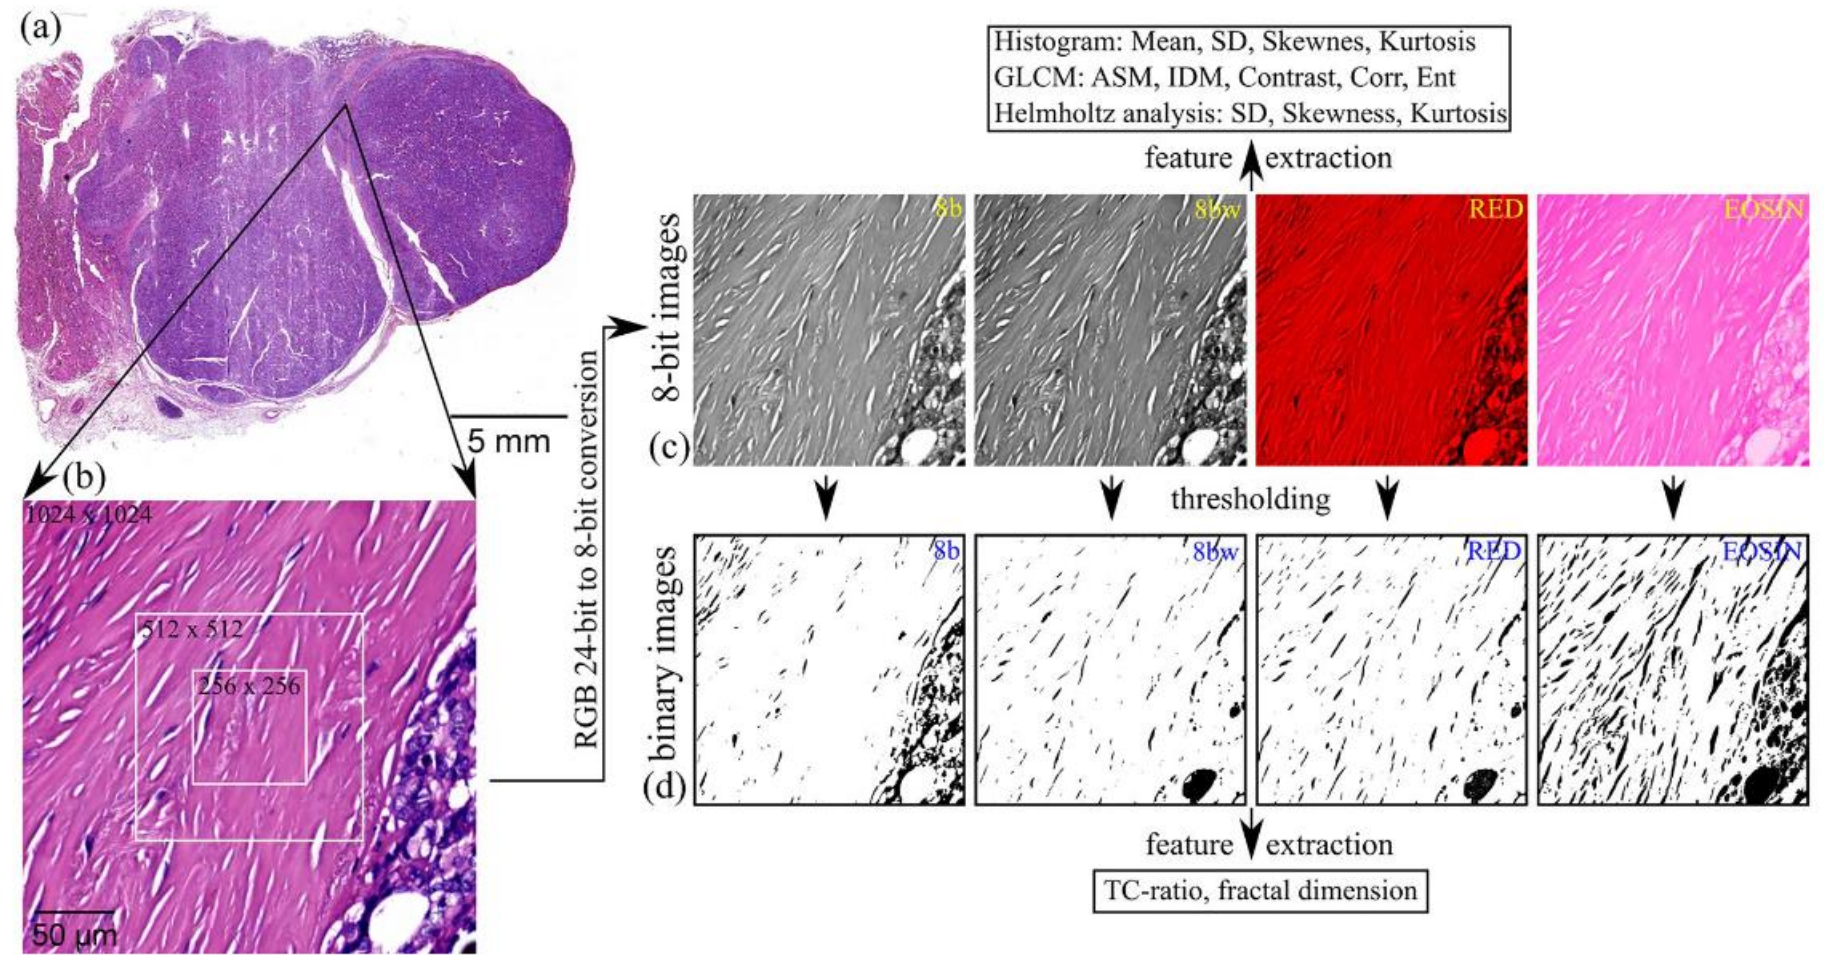 (a)
5 mm
(b)
1024 x 1024
512 x 512
256 x 256
50 µm
RGB 24-bit to 8-bit conversion
Histogram: Mean, SD, Skewnes, Kurtosis
GLCM: ASM, IDM, Contrast, Corr, Ent
Helmholtz analysis: SD, Skewness, Kurtosis
feature extraction
8-bit images
(c)
8b
8bw
RED
EOSIN
thresholding
binary images
(d)
8b
8bw
RED
EOSIN
feature extraction
TC-ratio, fractal dimension